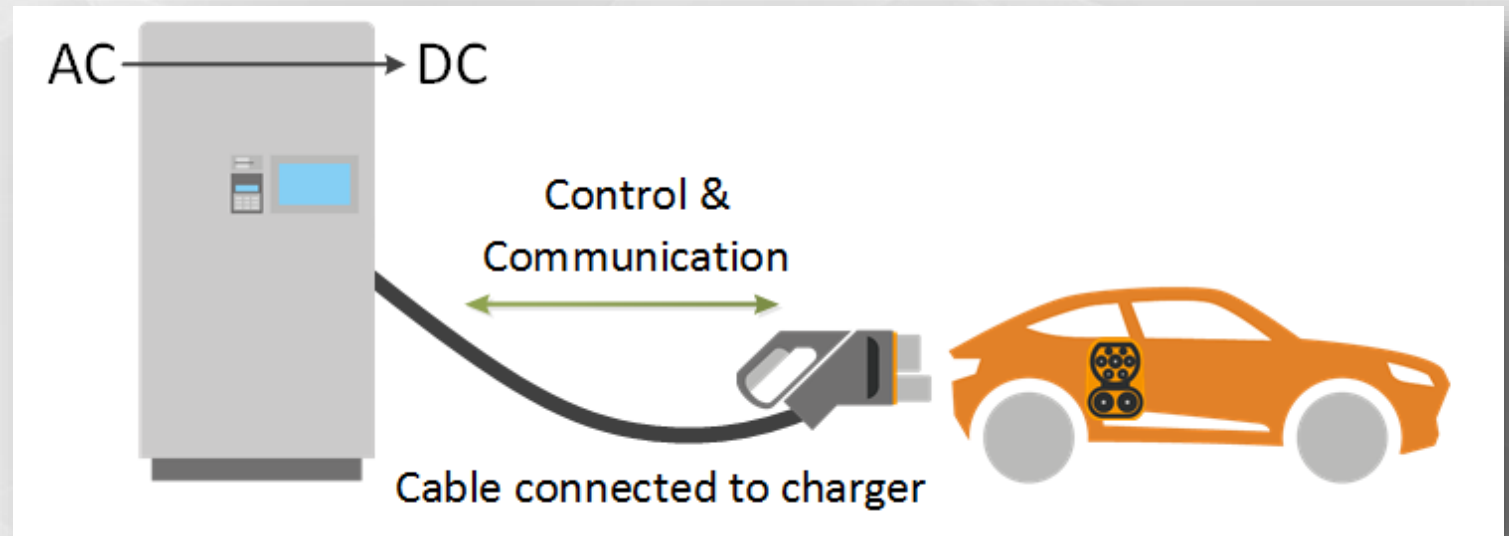 AC
DC
Control &
Communication
Cable connected to charger